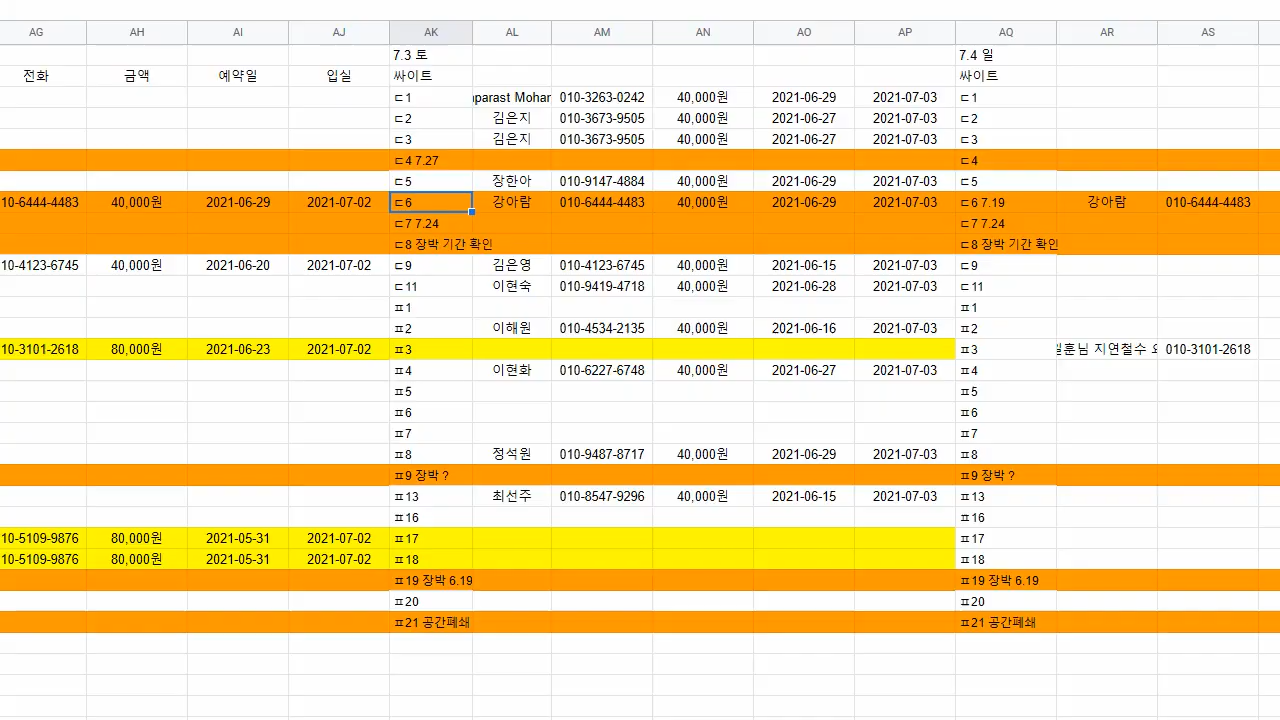 AG AH AI AJ AK AL AM AN AO AP AQ AR AS
7.3 토 7.4 일
전화 금액 예약일 입실 싸이트 싸이트
ㄷ1 010-3263-0242 40,000원 2021-06-29 2021-07-03 ㄷ1
ㄷ2 김은지 010-3673-9505 40,000원 2021-06-27 2021-07-03 ㄷ2
ㄷ3 김은지 010-3673-9505 40,000원 2021-06-27 2021-07-03 ㄷ3
ㄷ4 7.27 ㄷ4
ㄷ5 장한아 010-9147-4884 40,000원 2021-06-29 2021-07-03 ㄷ5
10-6444-4483 40,000원 2021-06-29 2021-07-02 ㄷ6 강아람 010-6444-4483 40,000원 2021-06-29 2021-07-03 ㄷ6 7.19 강아람 010-6444-4483
ㄷ7 7.24 ㄷ7 7.24
ㄷ8 장박 기간 확인 ㄷ8 장박 기간 확인
10-4123-6745 40,000원 2021-06-20 2021-07-02 ㄷ9 김은영 010-4123-6745 40,000원 2021-06-15 2021-07-03 ㄷ9
ㄷ11 이현숙 010-9419-4718 40,000원 2021-06-28 2021-07-03 ㄷ11
ㅍ1 ㅍ1
ㅍ2 이해원 010-4534-2135 40,000원 2021-06-16 2021-07-03 ㅍ2
10-3101-2618 80,000원 2021-06-23 2021-07-02 ㅍ3 ㅍ3 지연철수 010-3101-2618
ㅍ4 이현화 010-6227-6748 40,000원 2021-06-27 2021-07-03 ㅍ4
ㅍ5 ㅍ5
ㅍ6 ㅍ6
ㅍ7 ㅍ7
ㅍ8 정석원 010-9487-8717 40,000원 2021-06-29 2021-07-03 ㅍ8
ㅍ9 장박 ? ㅍ9 장박 ?
ㅍ13 최선주 010-8547-9296 40,000원 2021-06-15 2021-07-03 ㅍ13
ㅍ16 ㅍ16
10-5109-9876 80,000원 2021-05-31 2021-07-02 ㅍ17 ㅍ17
10-5109-9876 80,000원 2021-05-31 2021-07-02 ㅍ18 ㅍ18
ㅍ19 장박 6.19 ㅍ19 장박 6.19
ㅍ20 ㅍ20
ㅍ21 공간폐쇄 ㅍ21 공간폐쇄